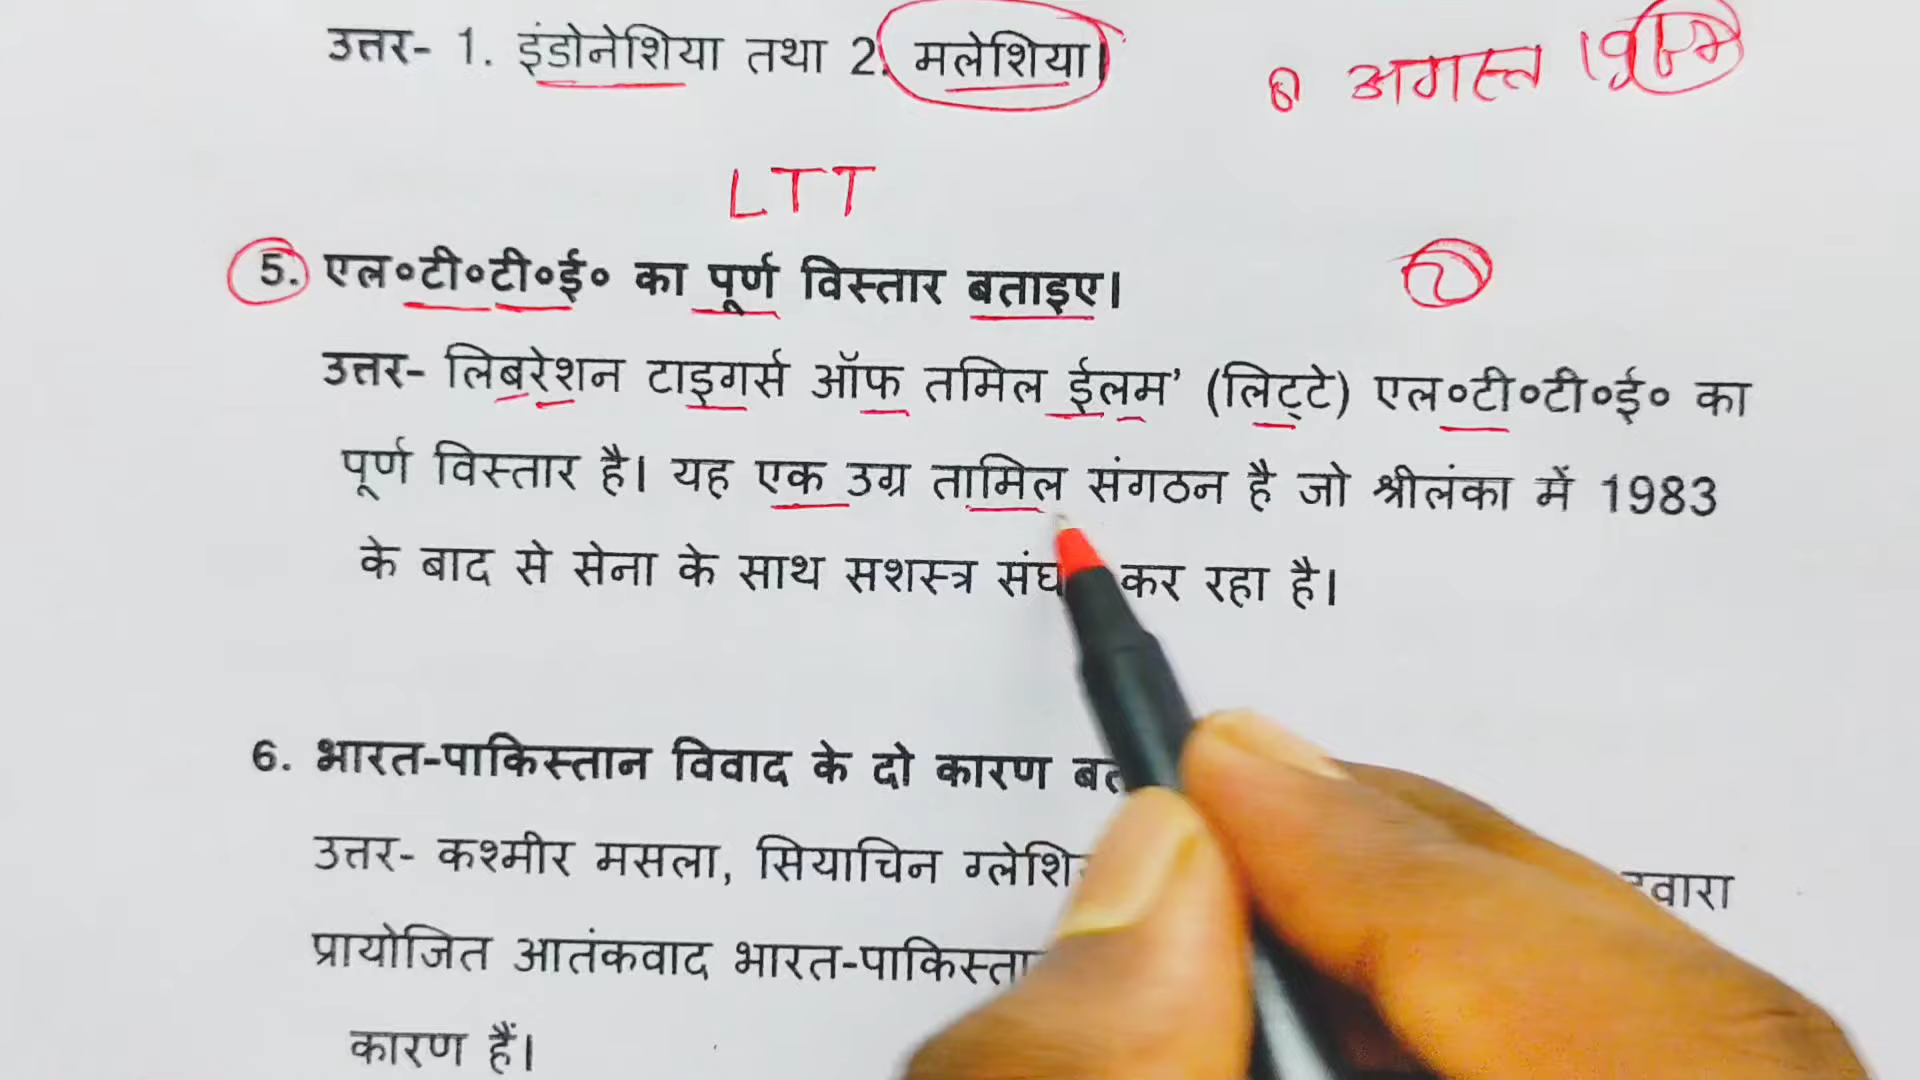 उत्तर- 1. इंडोनेशिया तथा 2. मलेशिया।
8 अगस्त 19
LTT
5. एल॰टी॰टी॰ई॰ का पूर्ण विस्तार बताइए।
उत्तर- लिबरेशन टाइगर्स ऑफ तमिल ईलम’ (लिट्टे) एल॰टी॰टी॰ई॰ का
पूर्ण विस्तार है। यह एक उग्र तामिल संगठन है जो श्रीलंका में 1983
के बाद से सेना के साथ सशस्त्र कर रहा है।
6. भारत-पाकिस्तान विवाद के दो कारण
उत्तर- कश्मीर मसला, सियाचिन
प्रायोजित आतंकवाद
कारण हैं।